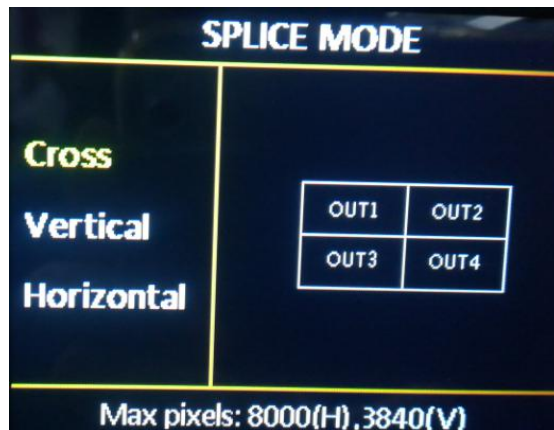 SPLICE MODE
Cross
Vertical
Horizontal
OUT1 OUT2
OUT3 OUT4
Max pixels: 8000(H),3840(V)